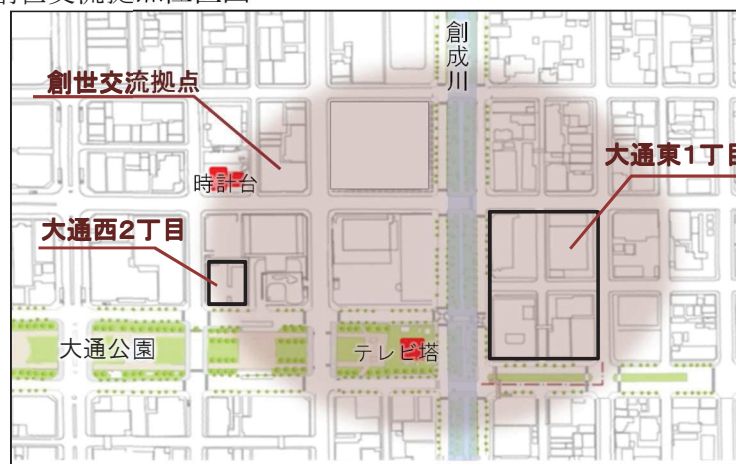 創成川
創世交流拠点
大通東1丁目
時計台
大通西2丁目
大通公園
テレビ塔